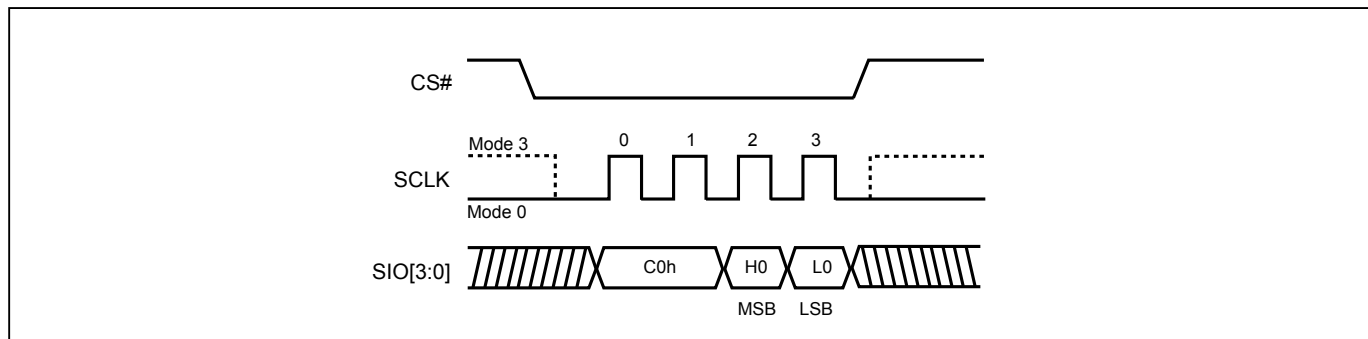 CS#
Mode 3 0 1 2 3
SCLK
Mode 0
SIO[3:0] C0h H0 L0
MSB LSB